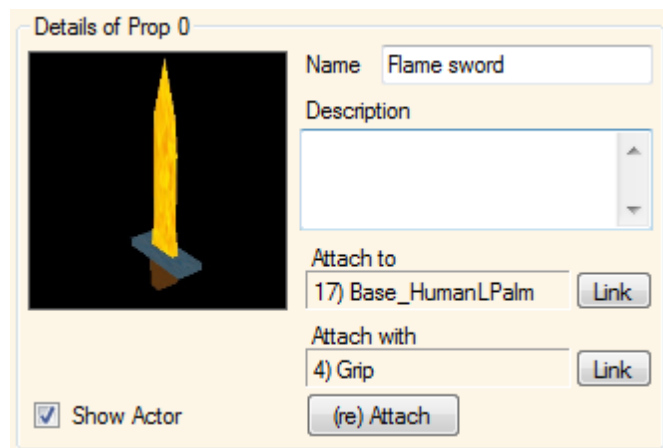 Details of Prop 0
Name Flame sword
Description
Attach to
17) Base_HumanLPalm Link
Attach with
4) Grip Link
Show Actor (re) Attach